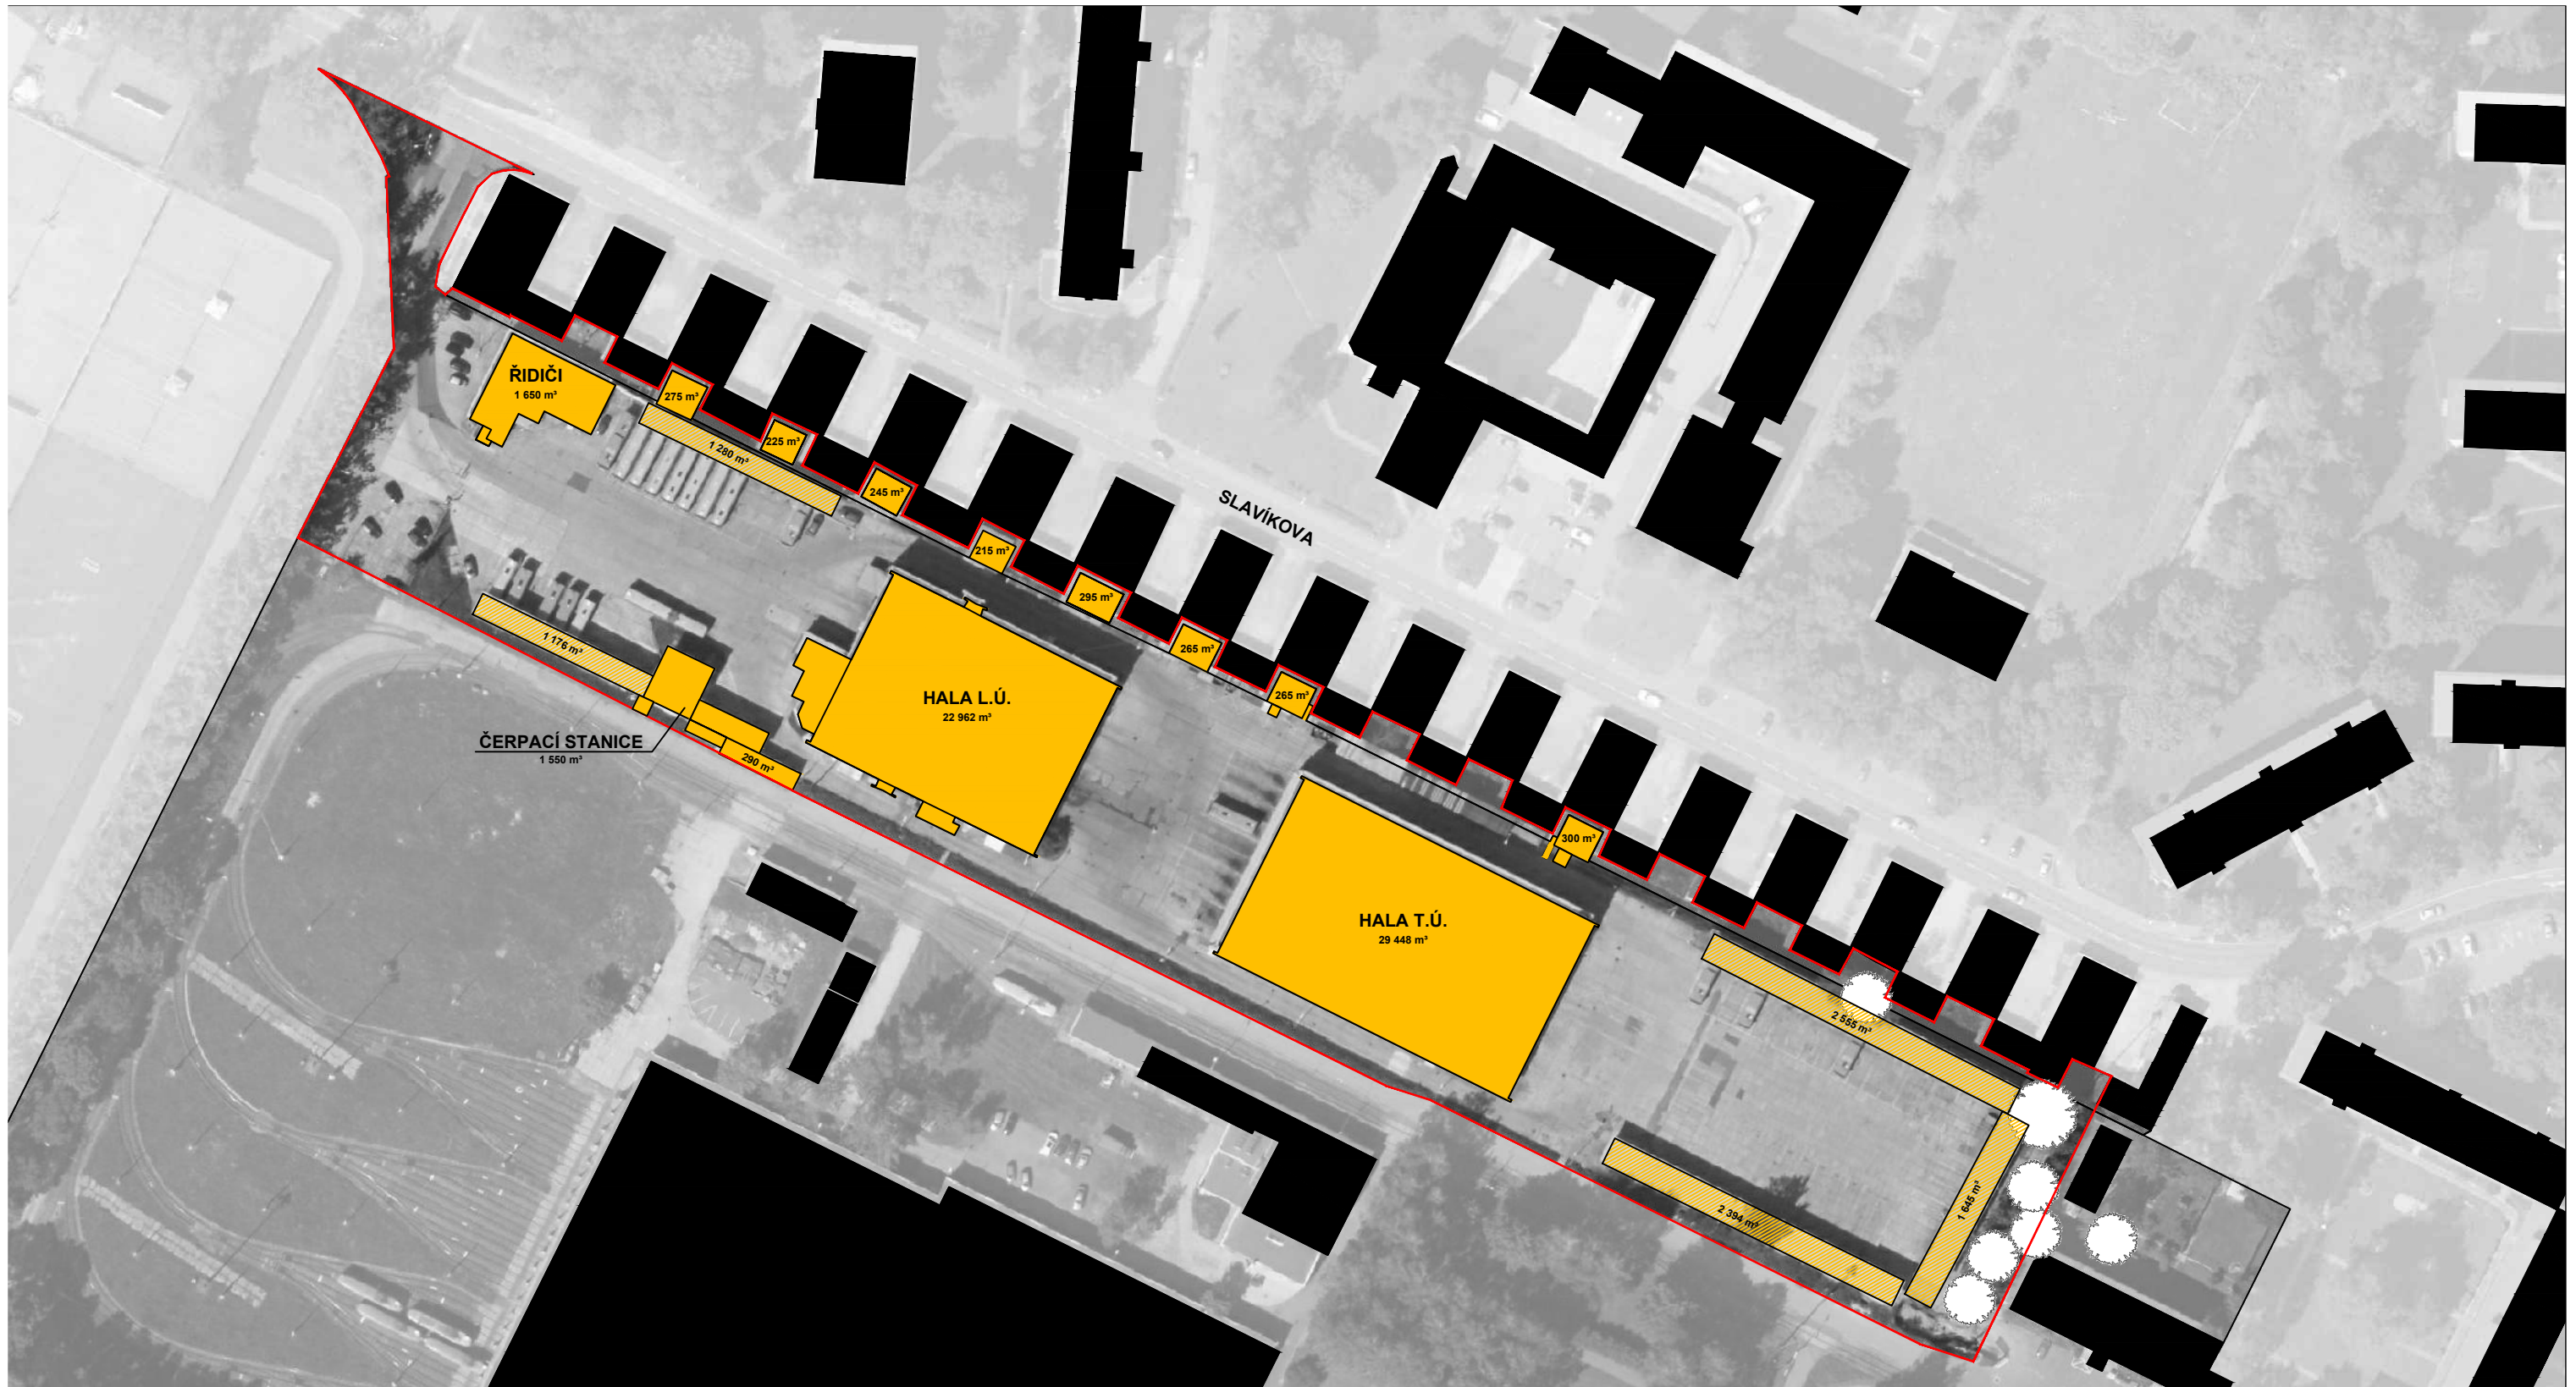 ŘIDIČI
1 650 m³
275 m³
225 m³
1 280 m³
245 m³
SLAVÍKOVA
215 m³
295 m³
265 m³
1 176 m³
265 m³
HALA L.Ú.
22 962 m³
ČERPACÍ STANICE
1 550 m³
290 m³
300 m³
HALA T.Ú.
29 448 m³
2 555 m³
1 645 m³
2 394 m³